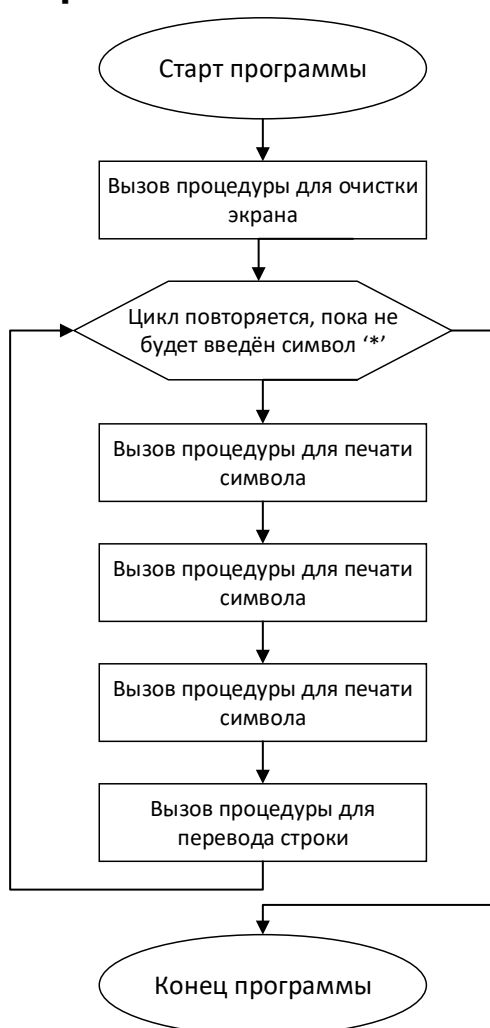 Старт программы
Вызов процедуры для очистки
экрана
Цикл повторяется, пока не
будет введён символ ‘*’
Вызов процедуры для печати
символа
Вызов процедуры для печати
символа
Вызов процедуры для печати
символа
Вызов процедуры для
перевода строки
Конец программы